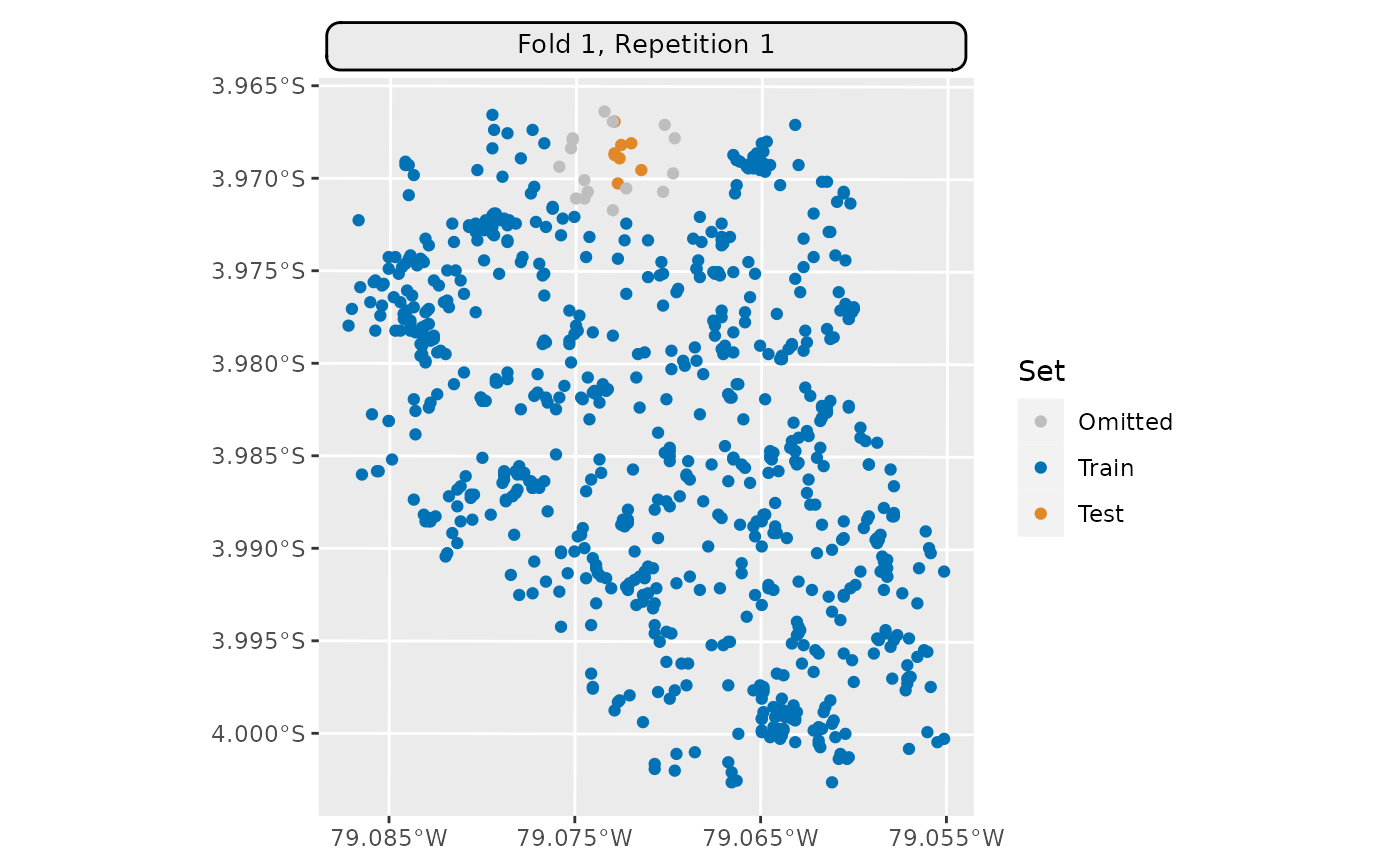 Fold 1, Repetition 1
3.965°S
3.970°S
3.975°S
3.980°S
3.985°S
3.990°S
3.995°S
4.000°S
79.085°W 79.075°W 79.065°W 79.055°W
Set
Omitted
Train
Test